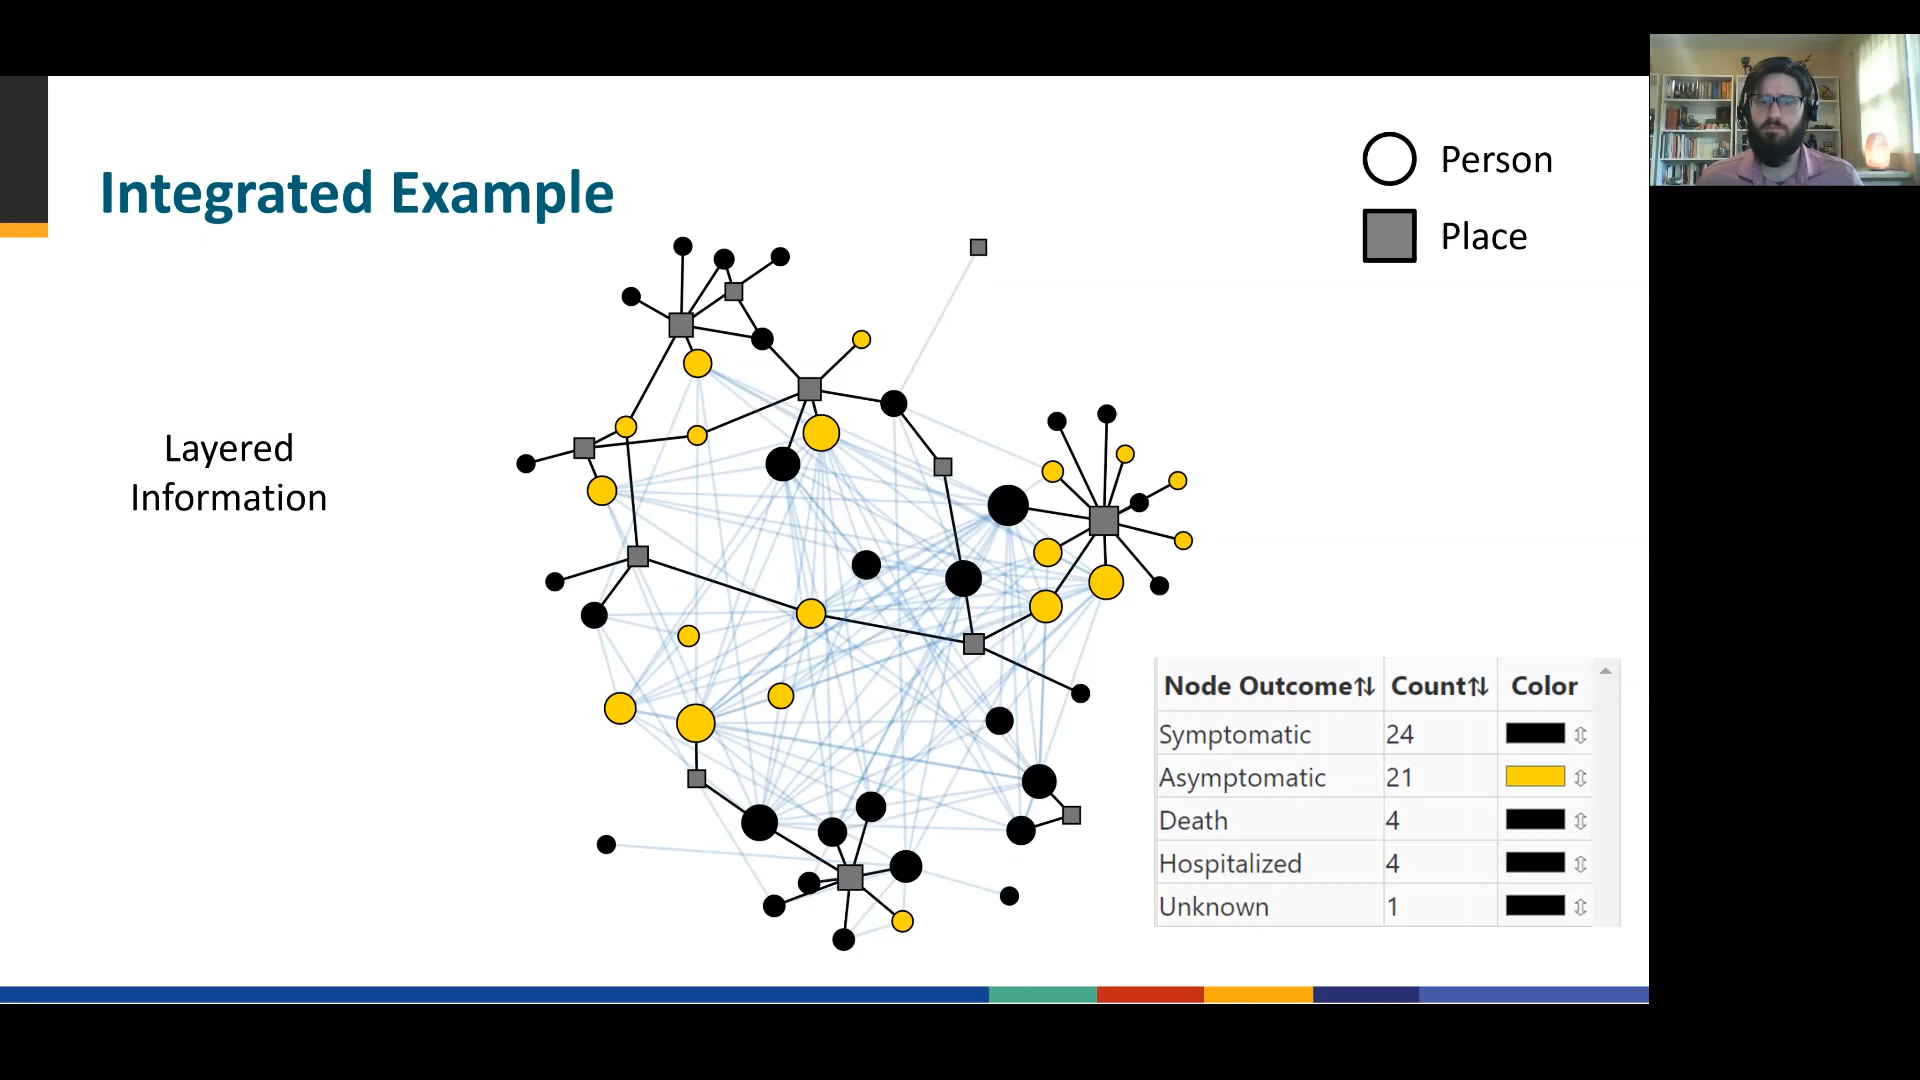 Integrated Example
Person
Place
Layered
Information
Node Outcome Count Color
Symptomatic 24
Asymptomatic 21
Death 4
Hospitalized 4
Unknown 1